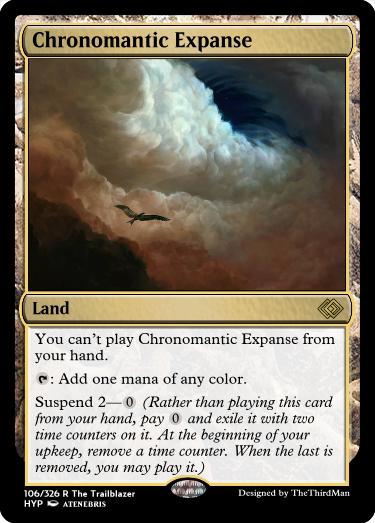 Chronomantic Expanse
Land
You can't play Chronomantic Expanse from
your hand.
: Add one mana of any color.
Suspend 2—0 (Rather than playing this card
from your hand, pay 0 and exile it with two
time counters on it. At the beginning of your
upkeep, remove a time counter. When the last is
removed, you may play it.)
106/326 R The Trailblazer
HYP ATENEBRIS
Designed by TheThirdMan